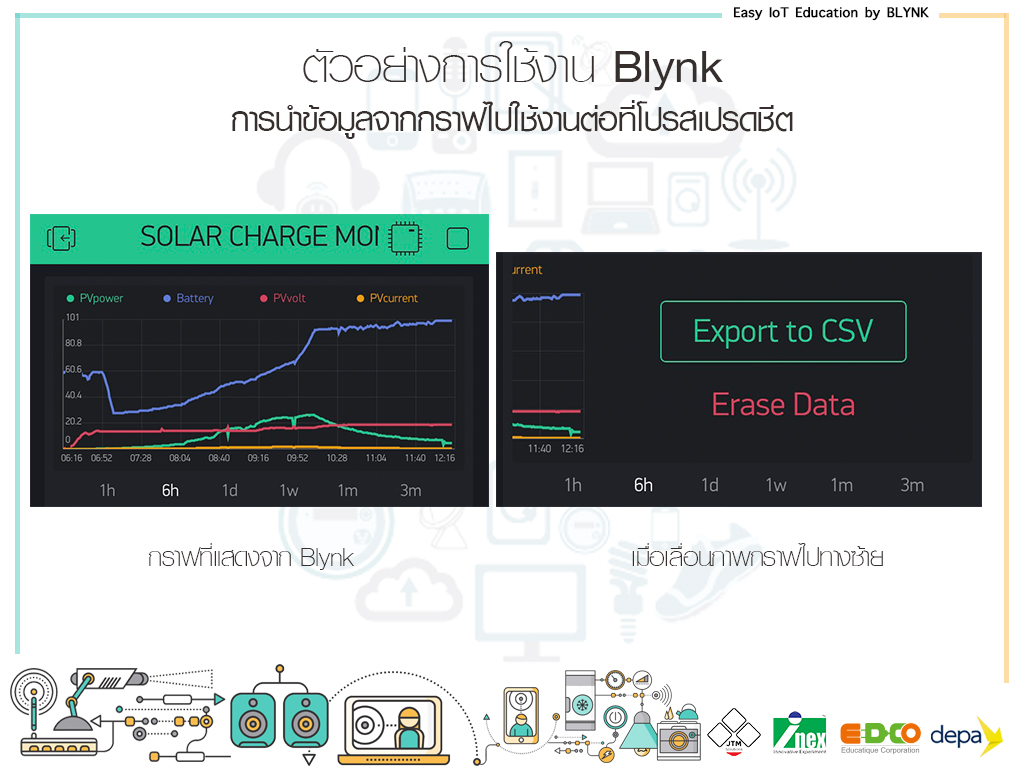 Easy IoT Education by BLYNK
ตัวอย่างการใช้งาน Blynk
การนำข้อมูลจากกราฟไปใช้งานต่อที่โปรสเปรดชีต
SOLAR CHARGE MON
PVpower Battery PVvolt PVcurrent
101
80.8
60.6
40.4
20.2
0
06:16 06:52 07:28 08:04 08:40 09:16 09:52 10:28 11:04 11:40 12:16
1h 6h 1d 1w 1m 3m
urrent
Export to CSV
Erase Data
11:40 12:16
1h 6h 1d 1w 1m 3m
กราฟที่แสดงจาก Blynk
เมื่อเลื่อนภาพกราฟไปทางซ้าย
JTM
inex
Innovative Experiment
EDCO
Educatique Corporation
depa